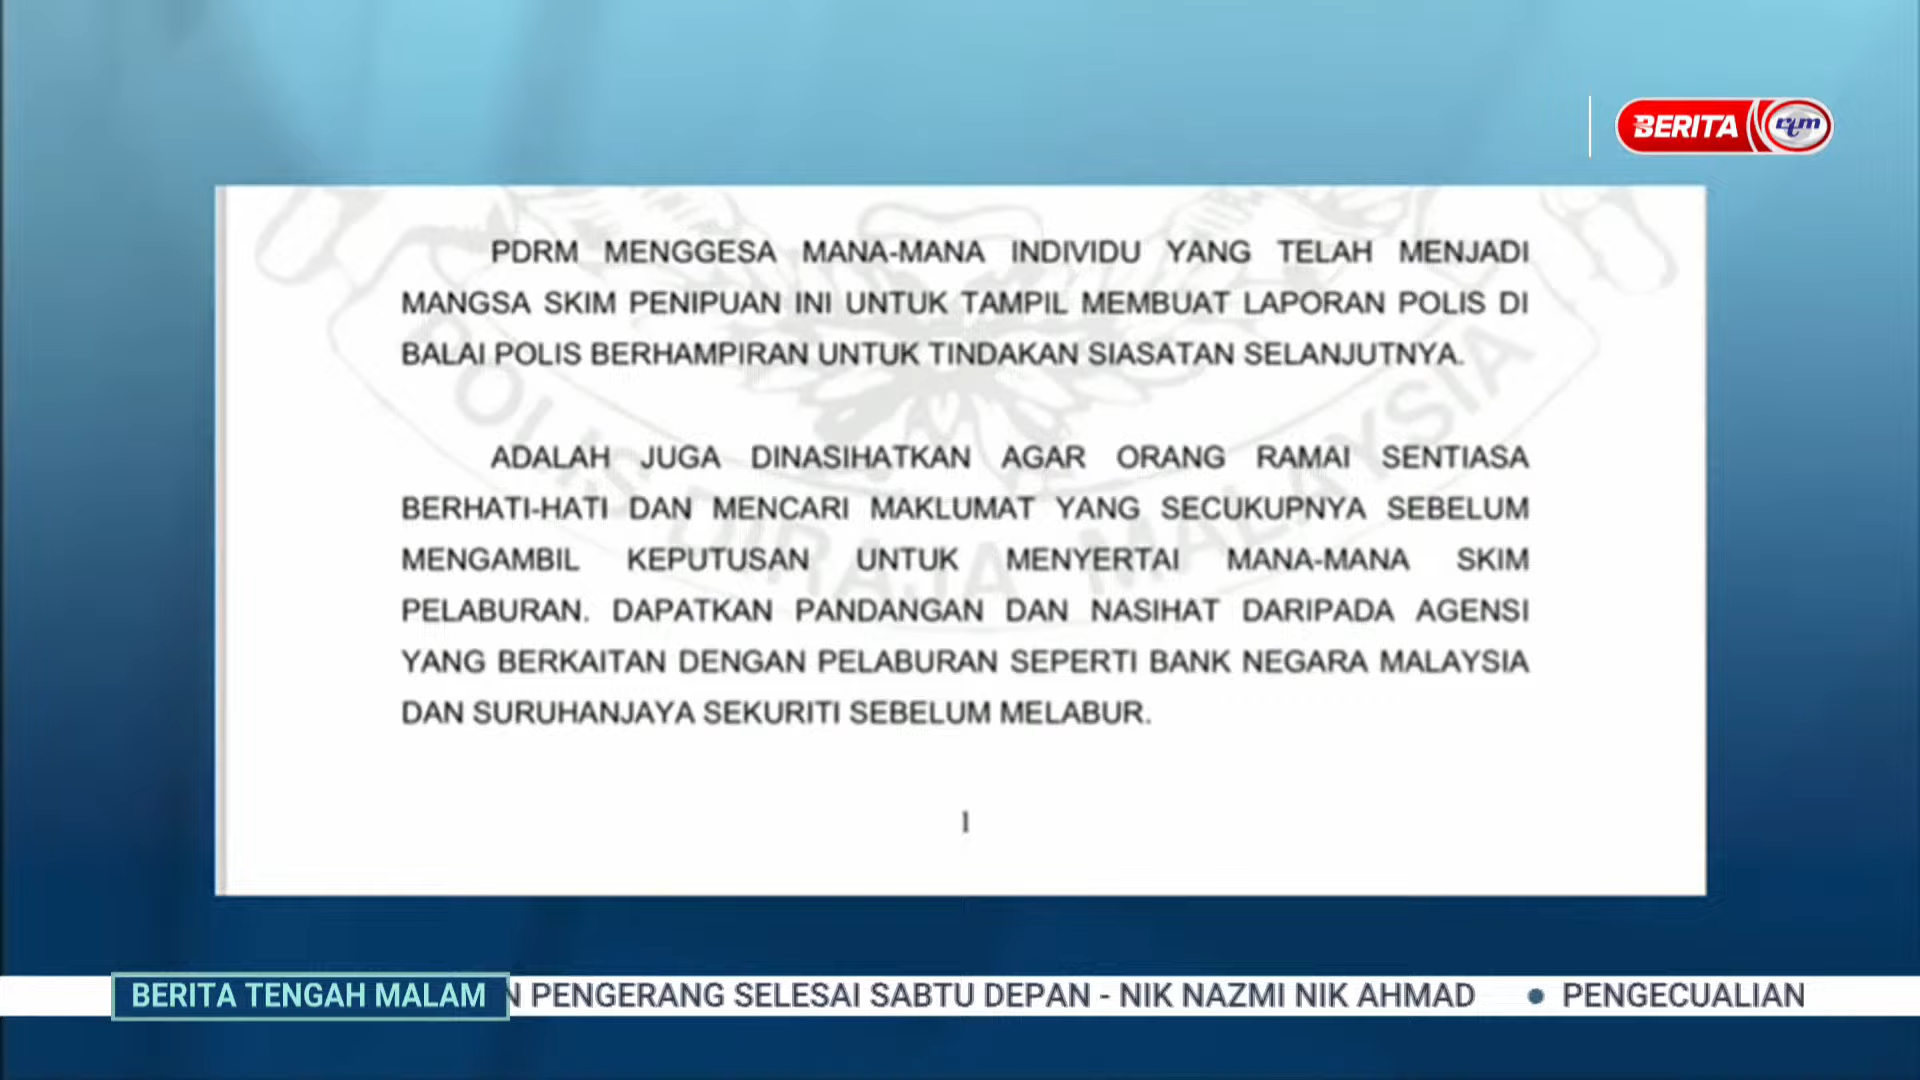 BERITA rtm
PDRM MENGGESA MANA-MANA INDIVIDU YANG TELAH MENJADI
MANGSA SKIM PENIPUAN INI UNTUK TAMPIL MEMBUAT LAPORAN POLIS DI
BALAI POLIS BERHAMPIRAN UNTUK TINDAKAN SIASATAN SELANJUTNYA.
ADALAH JUGA DINASIHATKAN AGAR ORANG RAMAI SENTIASA
BERHATI-HATI DAN MENCARI MAKLUMAT YANG SECUKUPNYA SEBELUM
MENGAMBIL KEPUTUSAN UNTUK MENYERTAI MANA-MANA SKIM
PELABURAN. DAPATKAN PANDANGAN DAN NASIHAT DARIPADA AGENSI
YANG BERKAITAN DENGAN PELABURAN SEPERTI BANK NEGARA MALAYSIA
DAN SURUHANJAYA SEKURITI SEBELUM MELABUR.
POLIS DIRAJA MALAYSIA
1
BERITA TENGAH MALAM N PENGERANG SELESAI SABTU DEPAN - NIK NAZMI NIK AHMAD • PENGECUALIAN